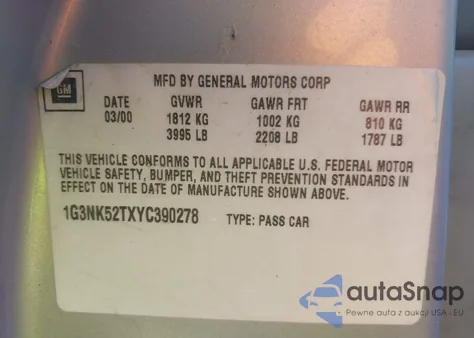 GM
MFD BY GENERAL MOTORS CORP
DATE GVWR GAWR FRT GAWR RR
03/00 1812 KG 1002 KG 810 KG
3995 LB 2208 LB 1787 LB
THIS VEHICLE CONFORMS TO ALL APPLICABLE U.S. FEDERAL MOTOR
VEHICLE SAFETY, BUMPER, AND THEFT PREVENTION STANDARDS IN
EFFECT ON THE DATE OF MANUFACTURE SHOWN ABOVE.
1G3NK52TXYC390278 TYPE: PASS CAR
autoSnap
Pewne auta z aukcji USA - EU